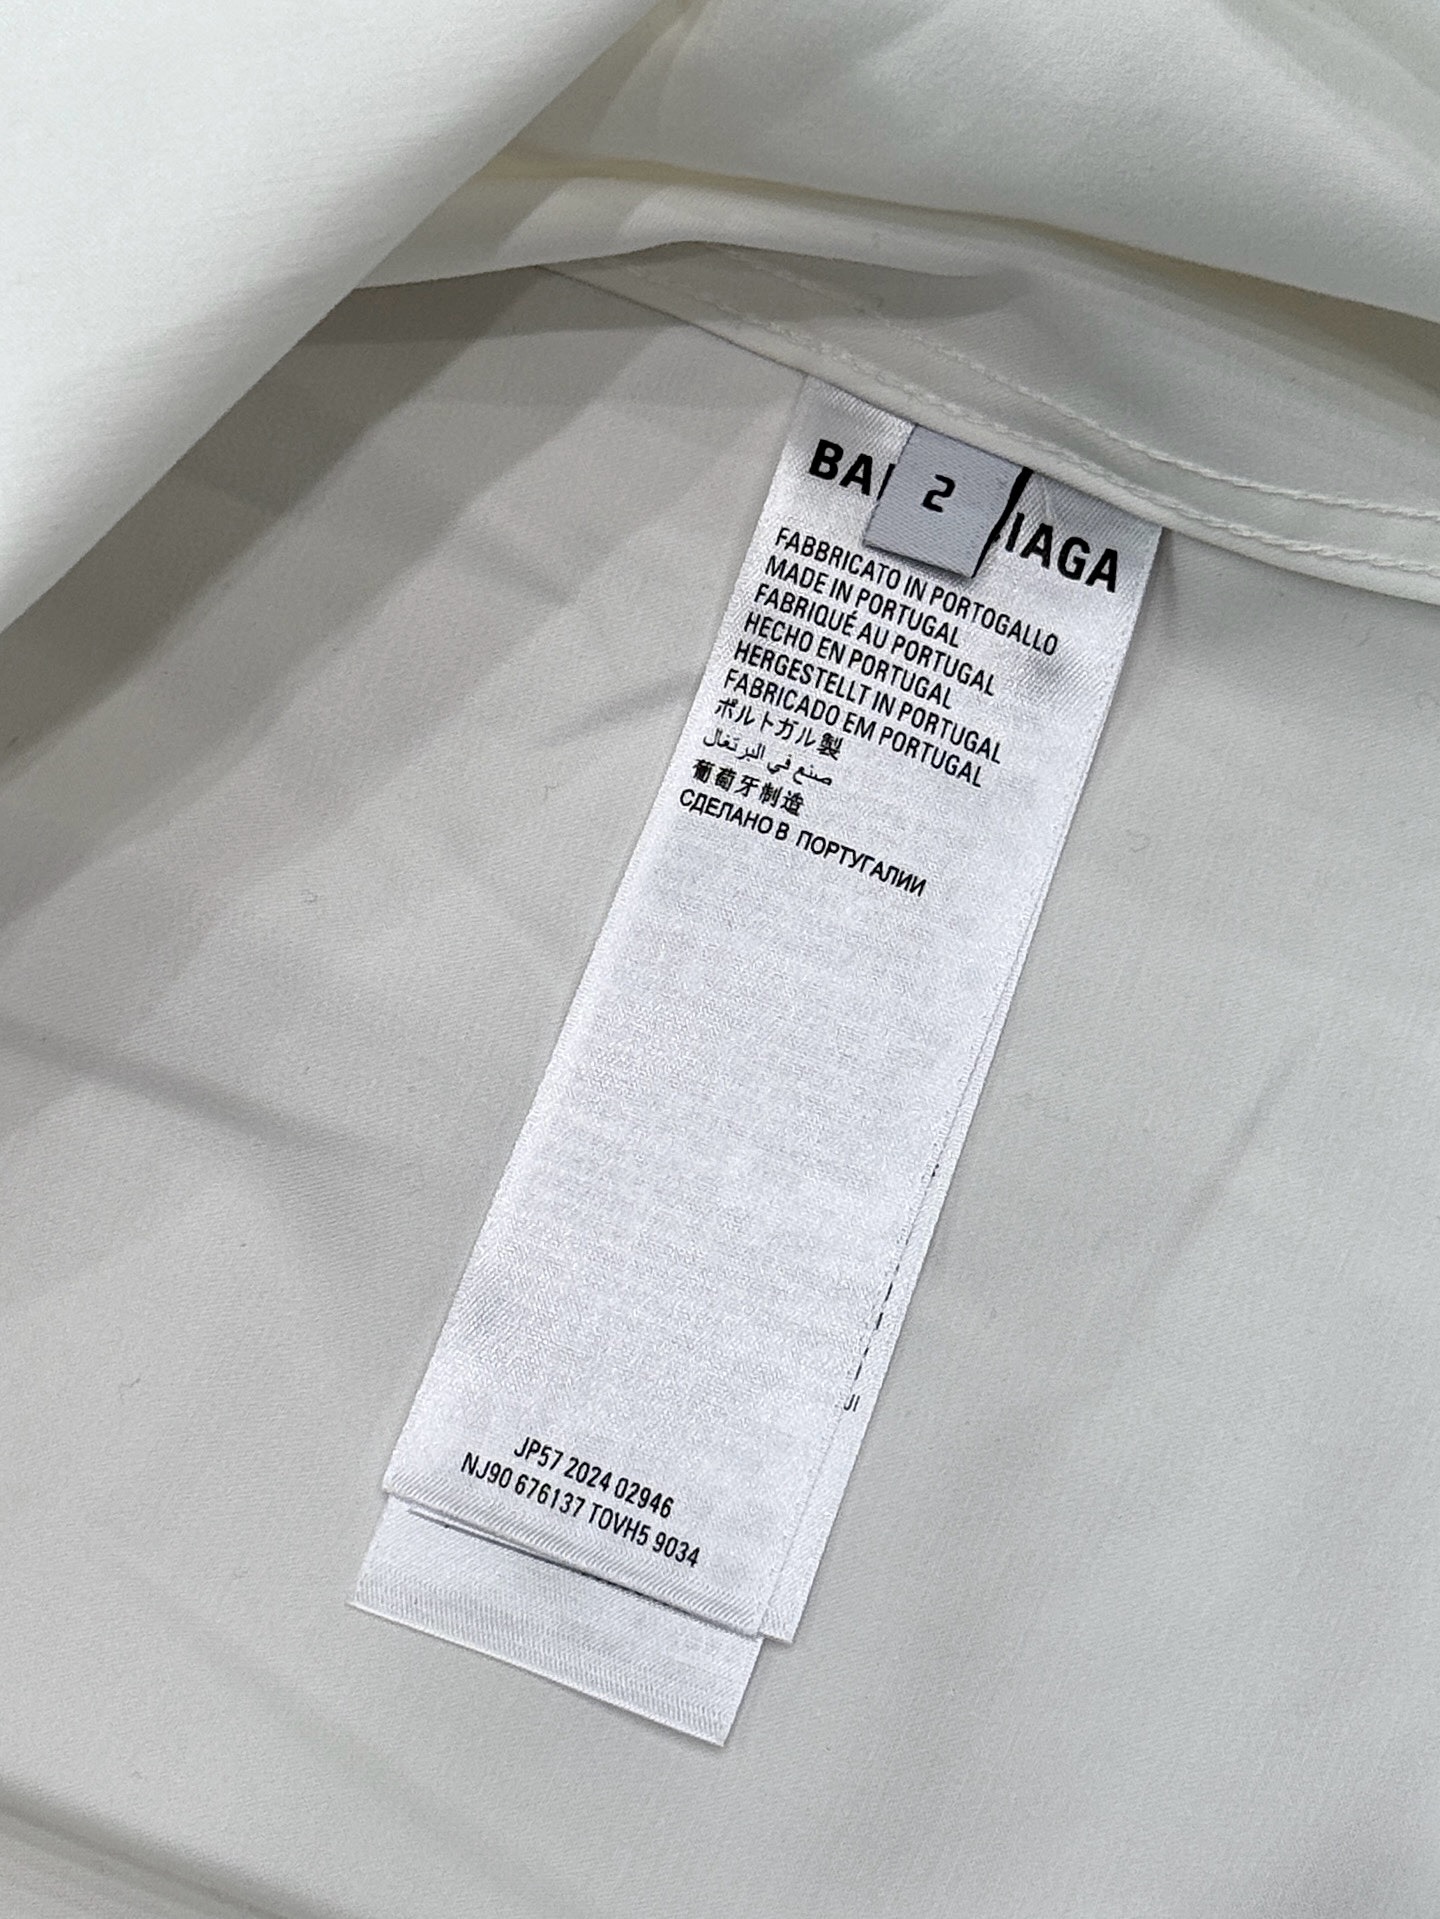 BA 2 IAGA
FABBRICATO IN PORTOGALLO
MADE IN PORTUGAL
FABRIQUÉ AU PORTUGAL
HECHO EN PORTUGAL
HERGESTELLT IN PORTUGAL
FABRICADO EM PORTUGAL
ポルトガル製
صنع في البرتغال
葡萄牙制造
СДЕЛАНО В ПОРТУГАЛИИ
JP57 2024 02946
NJ90 676137 TOVH5 9034